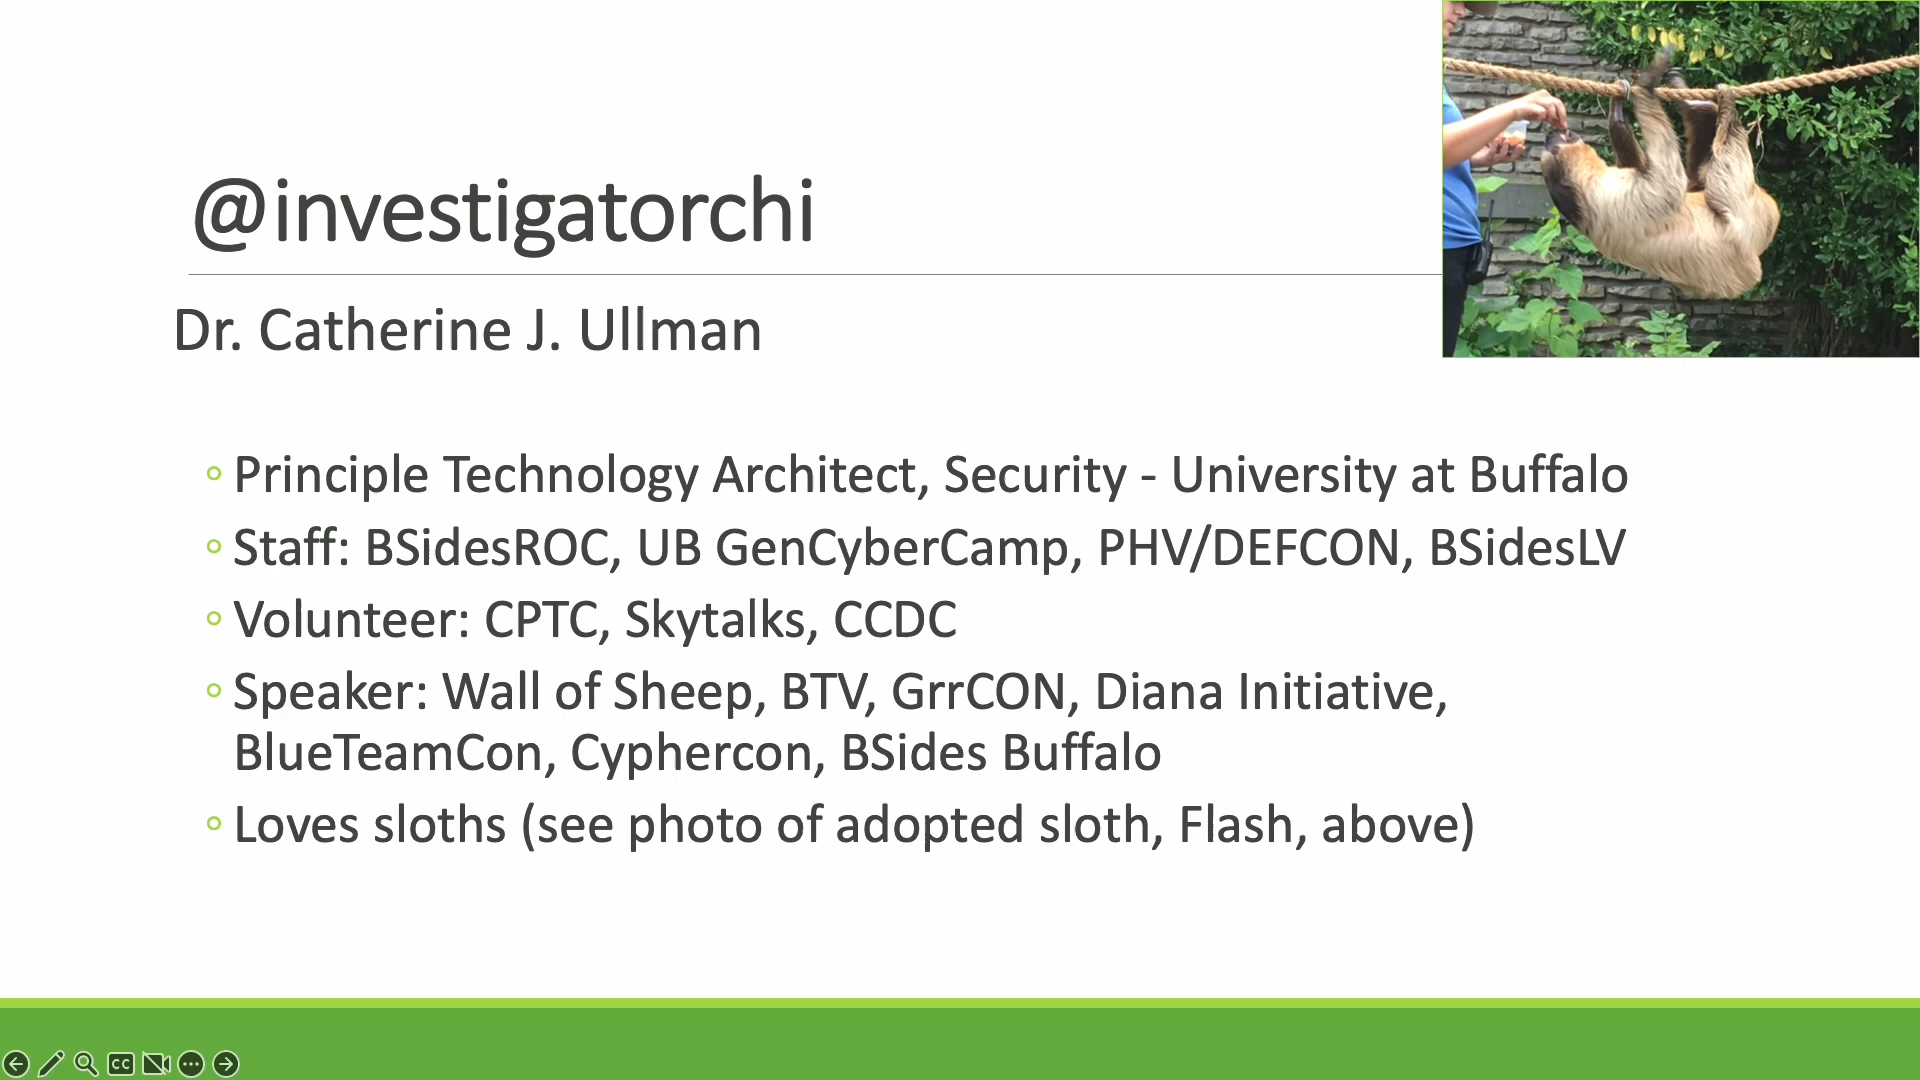 @investigatorchi
Dr. Catherine J. Ullman
Principle Technology Architect, Security - University at Buffalo
Staff: BSidesROC, UB GenCyberCamp, PHV/DEFCON, BSidesLV
Volunteer: CPTC, Skytalks, CCDC
Speaker: Wall of Sheep, BTV, GrrCON, Diana Initiative,
BlueTeamCon, Cyphercon, BSides Buffalo
Loves sloths (see photo of adopted sloth, Flash, above)
CC